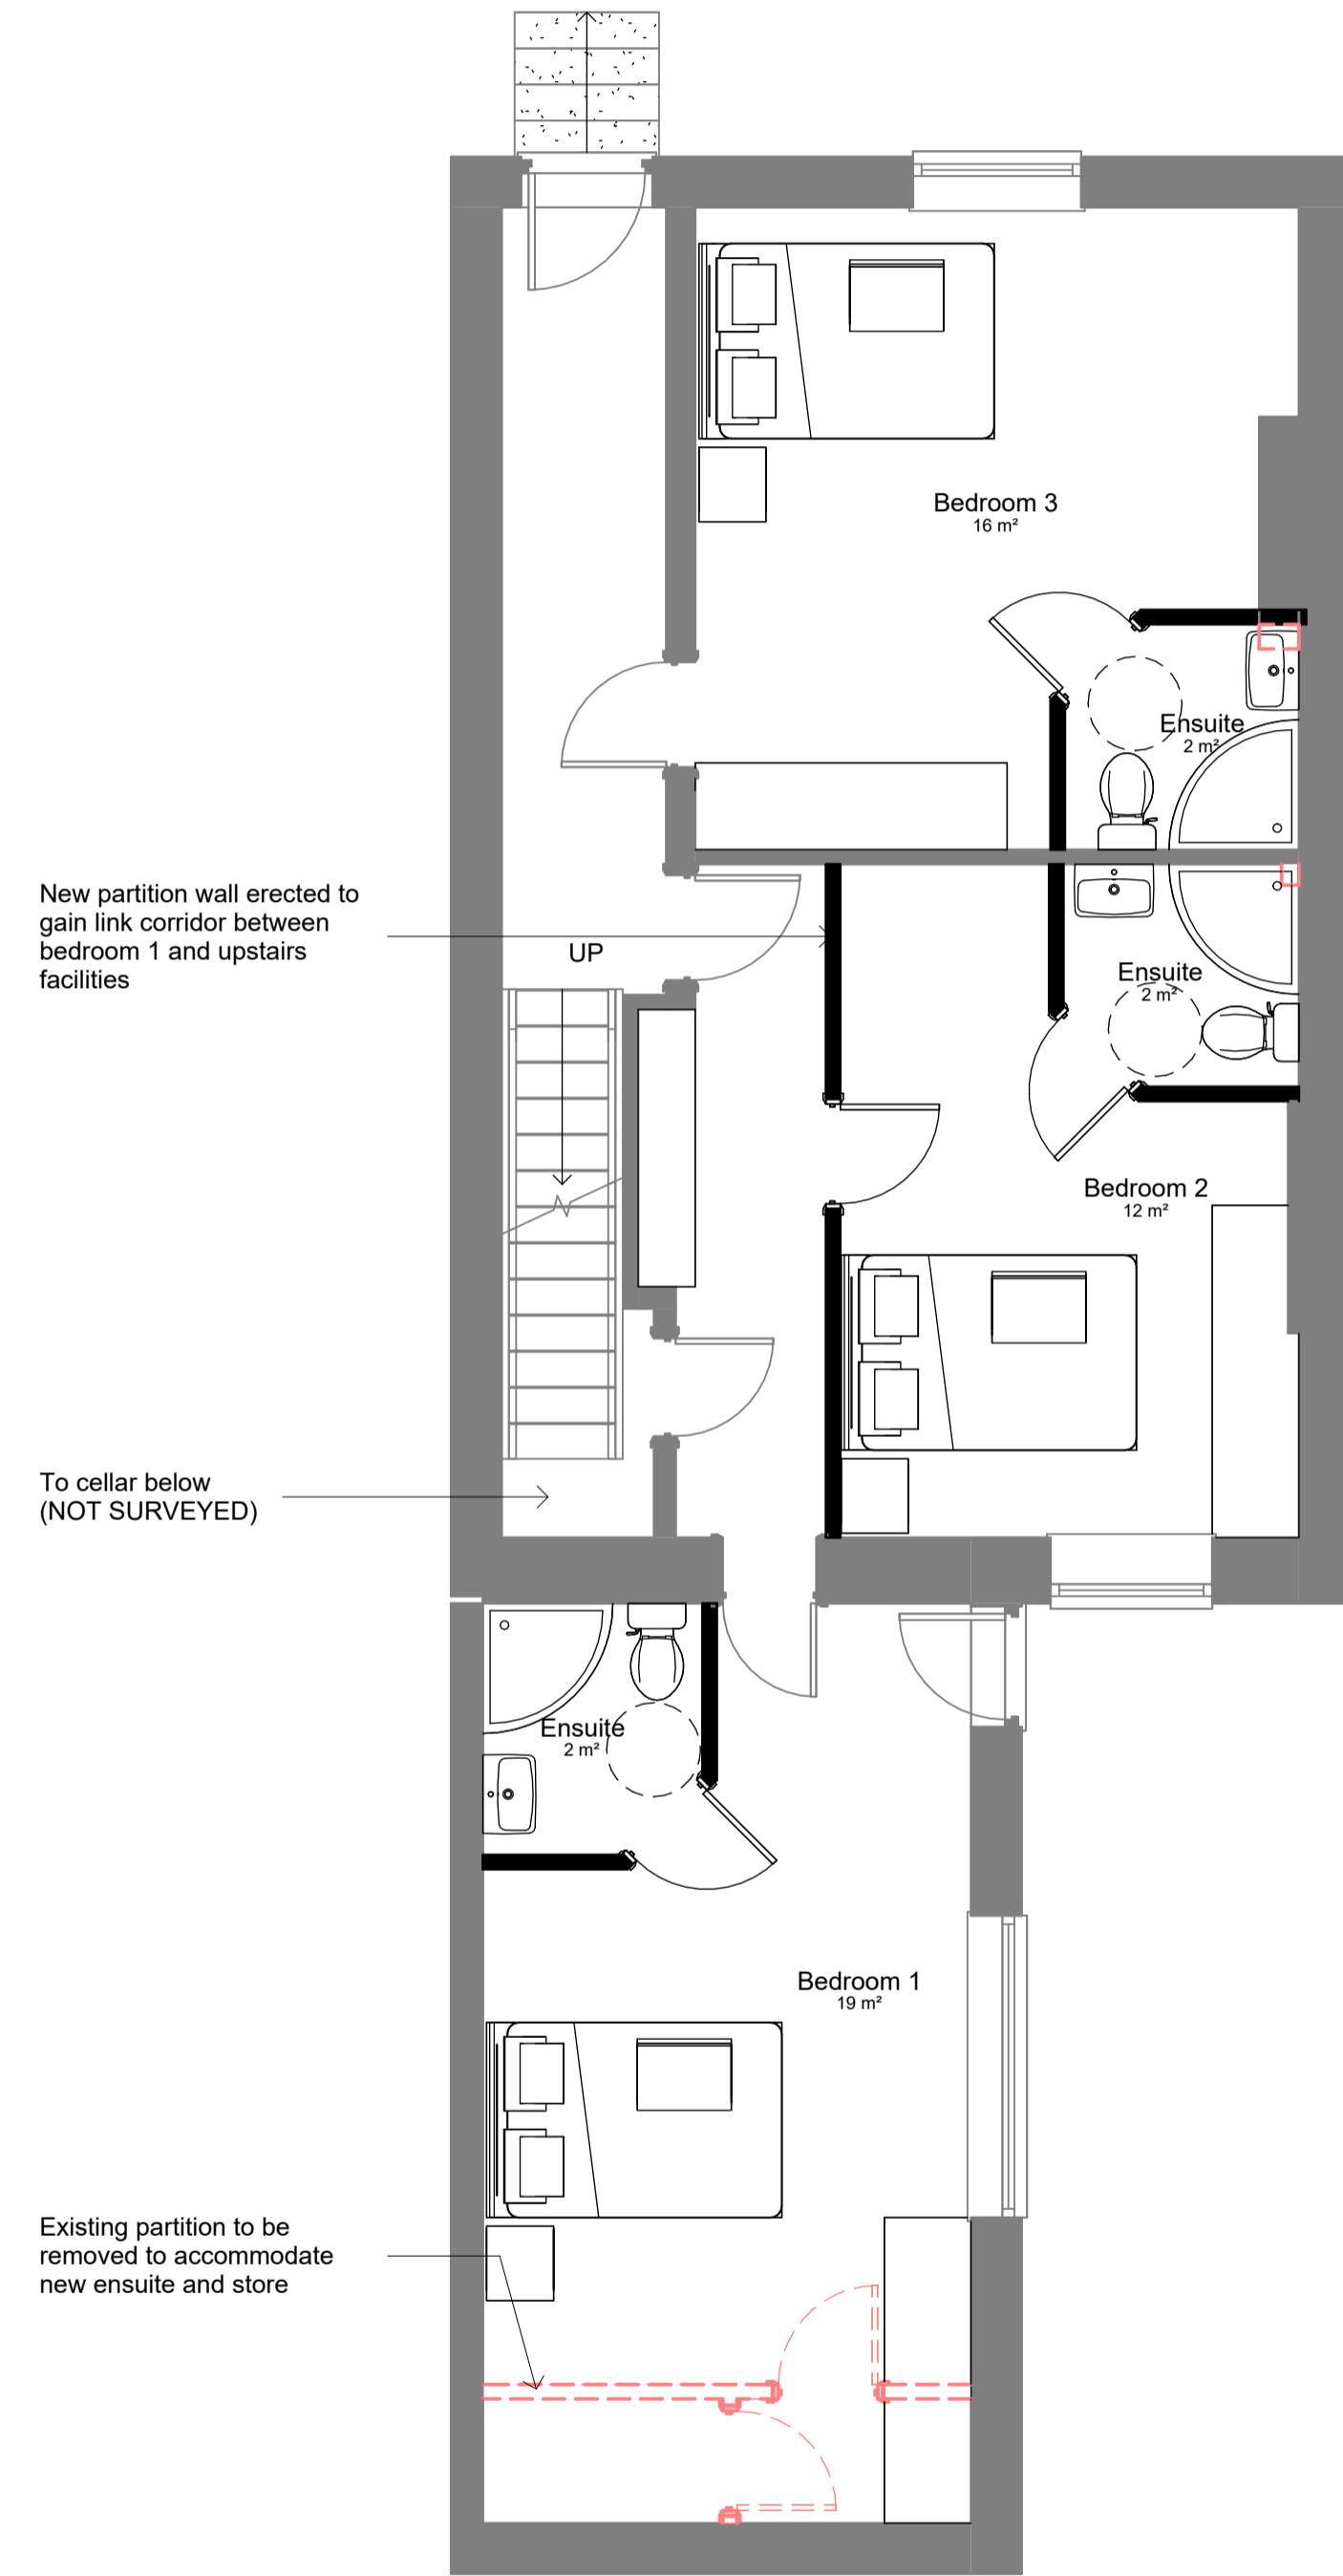 Bedroom 3
16 m²
Ensuite
2 m²
New partition wall erected to
gain link corridor between
bedroom 1 and upstairs
facilities
UP
Ensuite
2 m²
Bedroom 2
12 m²
To cellar below
(NOT SURVEYED)
Ensuite
2 m²
Bedroom 1
19 m²
Existing partition to be
removed to accommodate
new ensuite and store